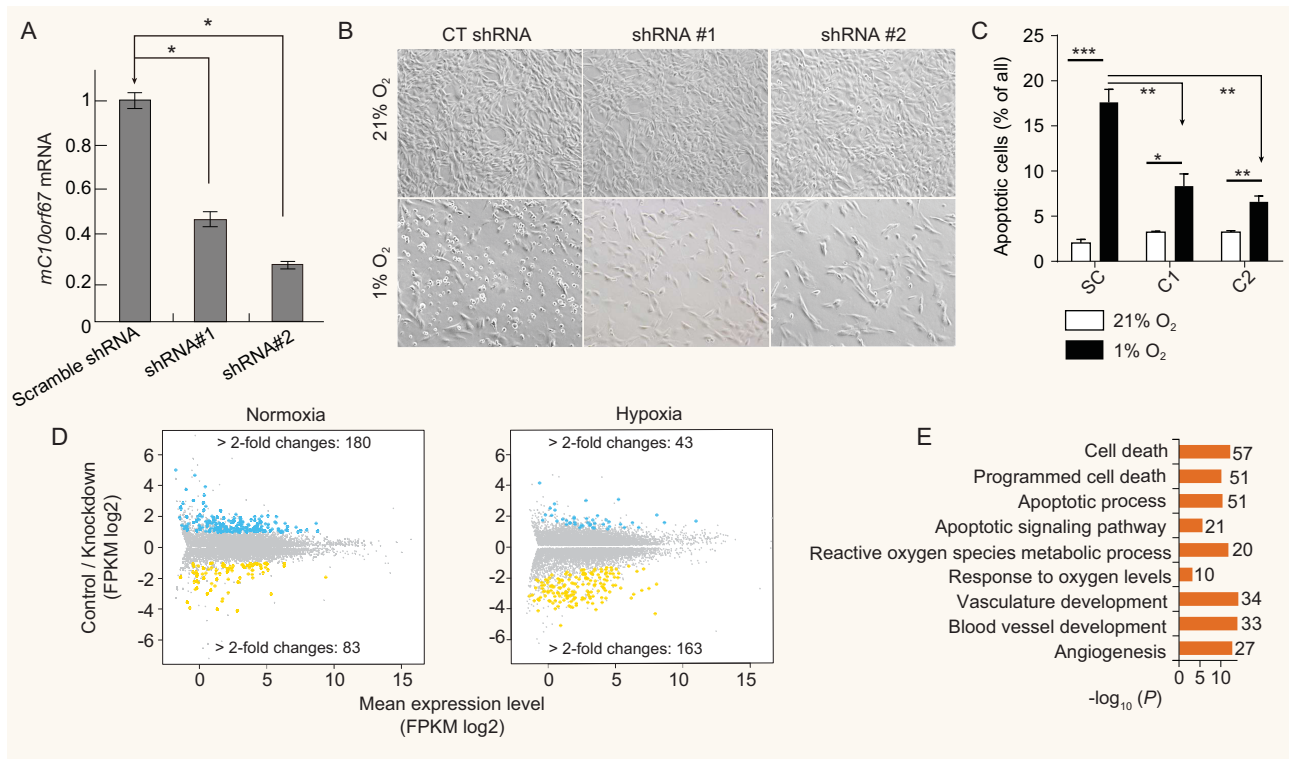 A
*
*
mC10orf67 mRNA
1
0.8
0.6
0.4
0.2
0
Scramble shRNA
shRNA#1
shRNA#2
B
CT shRNA
shRNA #1
shRNA #2
21% O2
1% O2
C
Apoptotic cells (% of all)
25
20
15
10
5
0
***
**
**
*
**
SC
C1
C2
21% O2
1% O2
D
Normoxia
Hypoxia
Control / Knockdown
(FPKM log2)
> 2-fold changes: 180
6
4
2
0
-2
-4
-6
> 2-fold changes: 83
0
5
10
15
> 2-fold changes: 43
6
4
2
0
-2
-4
-6
> 2-fold changes: 163
0
5
10
15
Mean expression level
(FPKM log2)
E
Cell death 57
Programmed cell death 51
Apoptotic process 51
Apoptotic signaling pathway 21
Reactive oxygen species metabolic process 20
Response to oxygen levels 10
Vasculature development 34
Blood vessel development 33
Angiogenesis 27
0 5 10
-log10 (P)